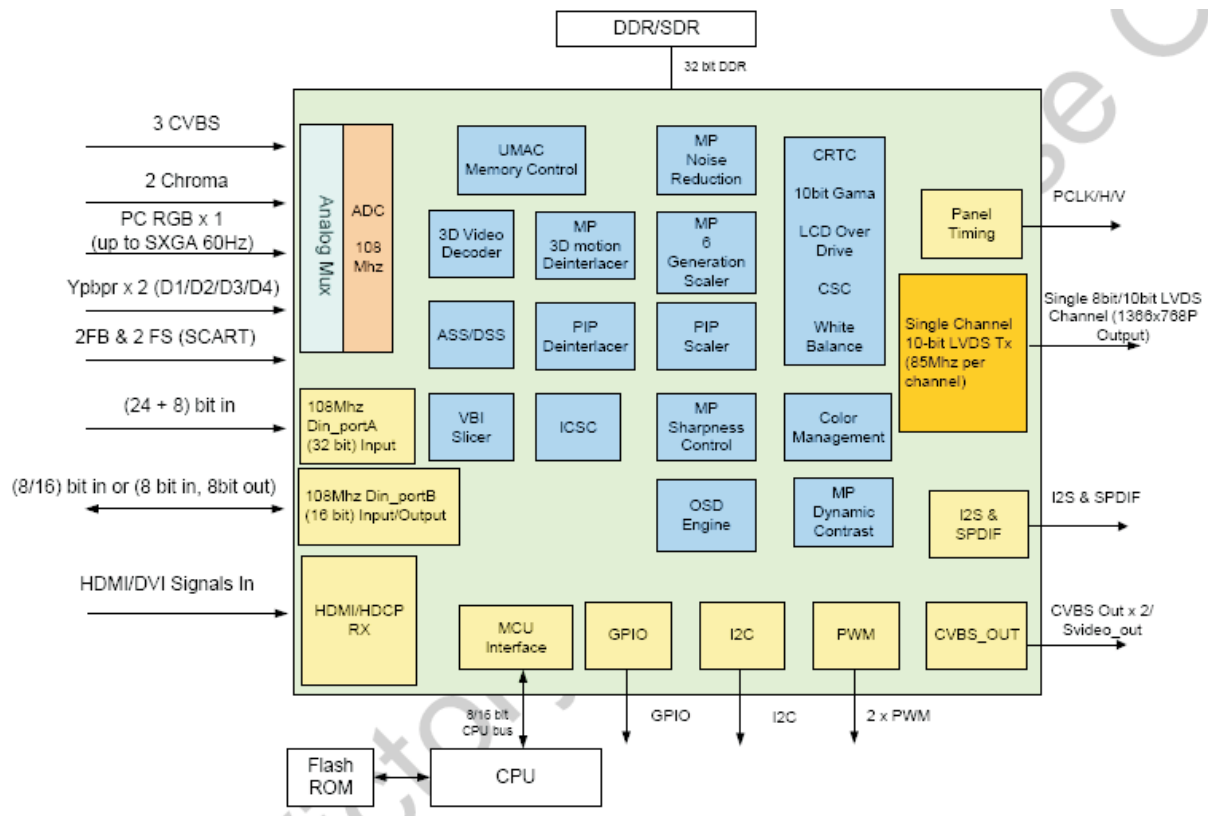 DDR/SDR
32 bit DDR
3 CVBS
2 Chroma
PC RGB x 1
(up to SXGA 60Hz)
Ypbpr x 2 (D1/D2/D3/D4)
2FB & 2 FS (SCART)
(24 + 8) bit in
(8/16) bit in or (8 bit in, 8bit out)
HDMI/DVI Signals In
Analog Mux
ADC
108
Mhz
108Mhz
Din_portA
(32 bit) Input
108Mhz Din_portB
(16 bit) Input/Output
HDMI/HDCP
RX
UMAC
Memory Control
3D Video
Decoder
MP
3D motion
Deinterlacer
ASS/DSS
PIP
Deinterlacer
VBI
Slicer
ICSC
MP
Noise
Reduction
MP
6
Generation
Scaler
PIP
Scaler
MP
Sharpness
Control
OSD
Engine
CRTC
10bit Gama
LCD Over
Drive
CSC
White
Balance
Color
Management
MP
Dynamic
Contrast
Panel
Timing
Single Channel
10-bit LVDS Tx
(85Mhz per
channel)
I2S &
SPDIF
MCU
Interface
GPIO
I2C
PWM
CVBS_OUT
PCLK/H/V
Single 8bit/10bit LVDS
Channel (1366x768P
Output)
I2S & SPDIF
CVBS Out x 2/
Svideo_out
8/16 bit
CPU bus
GPIO
I2C
2 x PWM
Flash
ROM
CPU